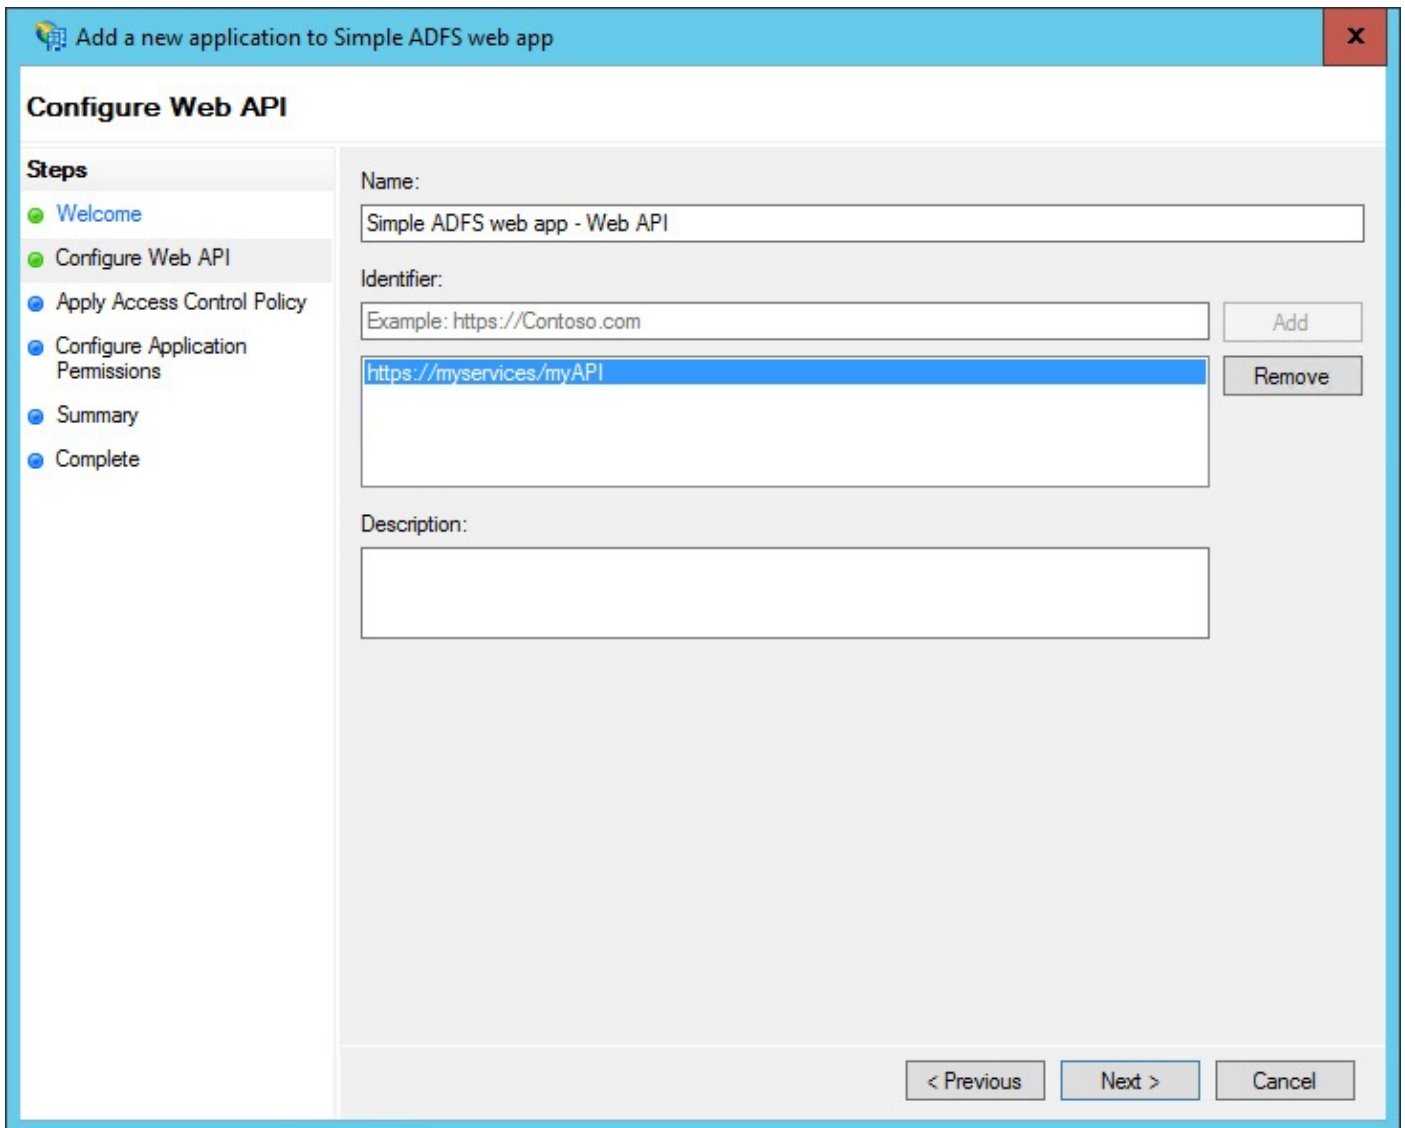 Add a new application to Simple ADFS web app
X
Configure Web API
Steps
Welcome
Configure Web API
Apply Access Control Policy
Configure Application
Permissions
Summary
Complete
Name:
Simple ADFS web app - Web API
Identifier:
Example: https://Contoso.com
Add
https://myservices/myAPI
Remove
Description:
< Previous
Next >
Cancel